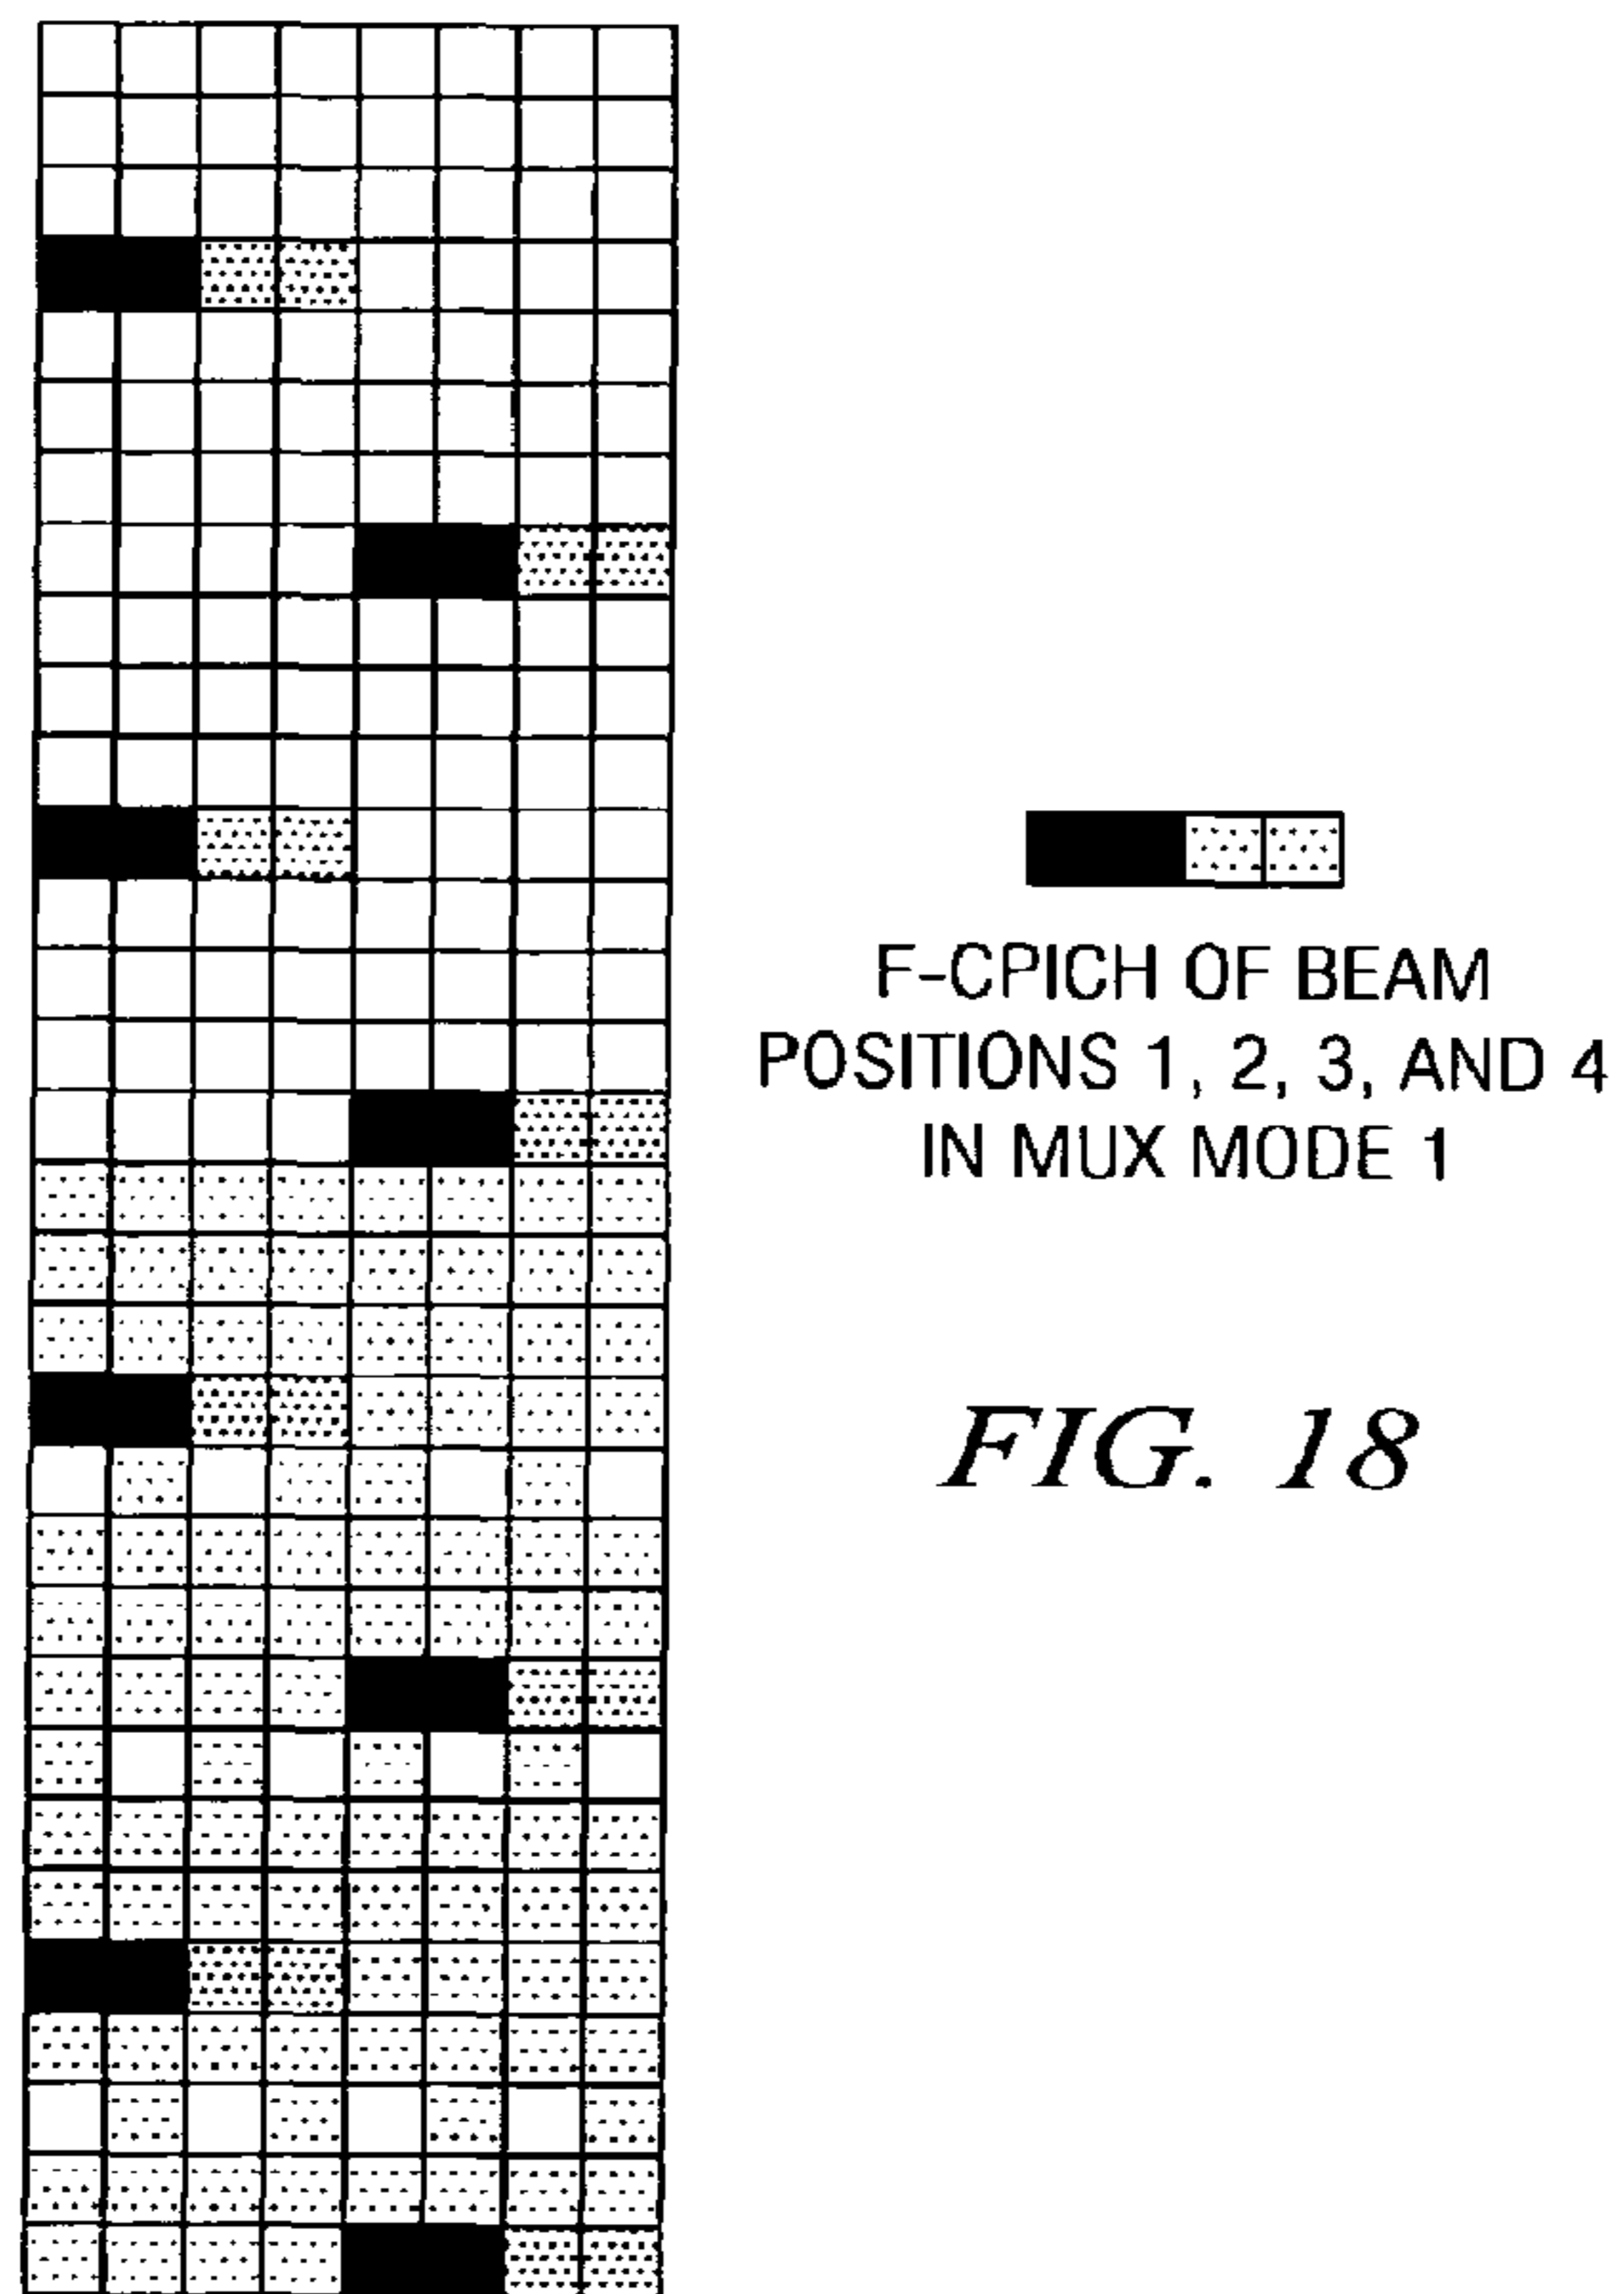 F-CPICH OF BEAM
POSITIONS 1, 2, 3, AND 4
IN MUX MODE 1
FIG. 18